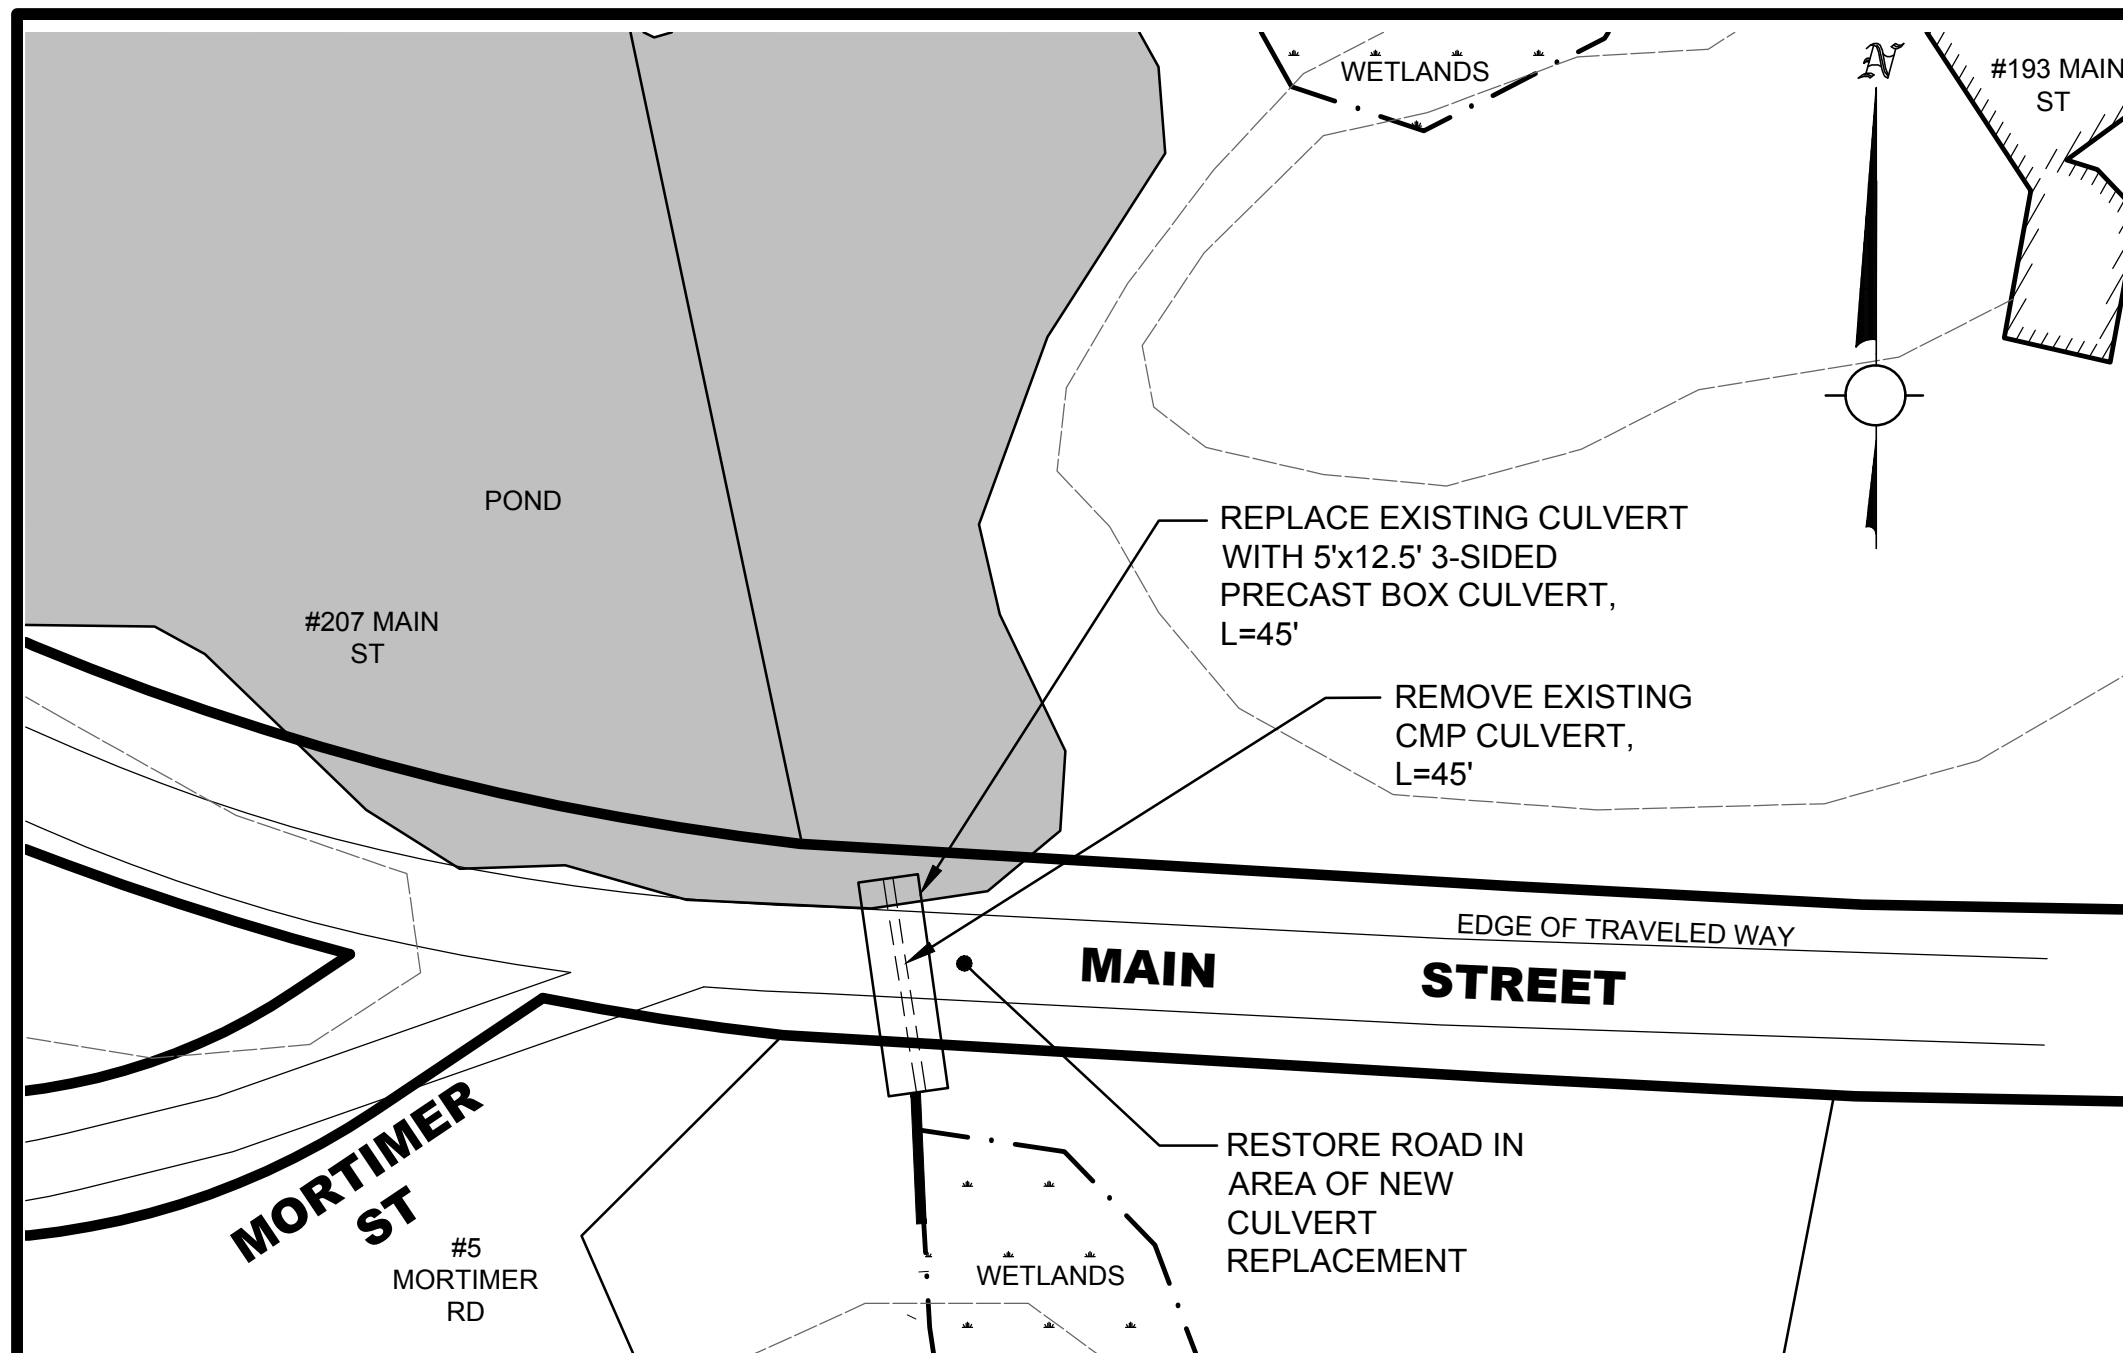 WETLANDS
N
#193 MAIN
ST
POND
REPLACE EXISTING CULVERT
WITH 5'x12.5' 3-SIDED
PRECAST BOX CULVERT,
L=45'
#207 MAIN
ST
REMOVE EXISTING
CMP CULVERT,
L=45'
EDGE OF TRAVELED WAY
MAIN STREET
MORTIMER
ST
RESTORE ROAD IN
AREA OF NEW
CULVERT
REPLACEMENT
#5
MORTIMER
RD
WETLANDS